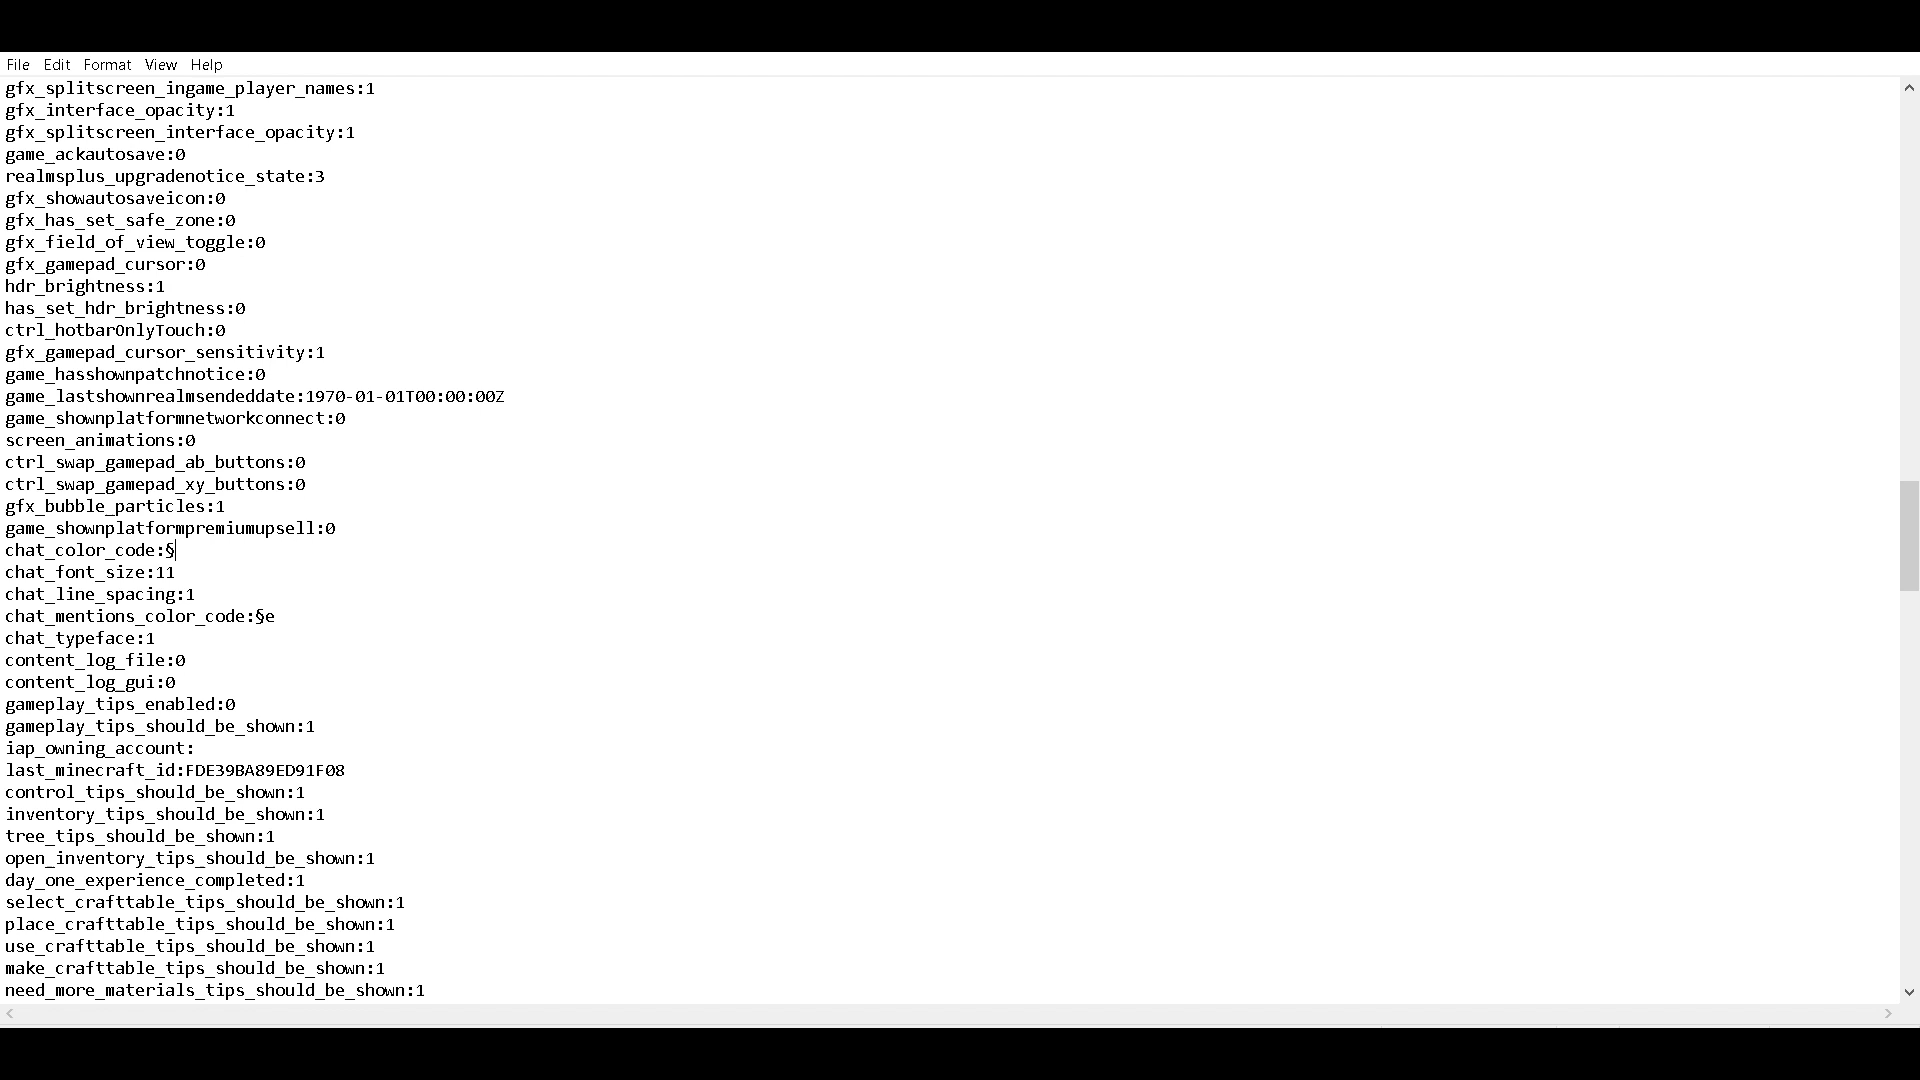 File Edit Format View Help
gfx_splitscreen_ingame_player_names:1
gfx_interface_opacity:1
gfx_splitscreen_interface_opacity:1
game_ackautosave:0
realmsplus_upgradenotice_state:3
gfx_showautosaveicon:0
gfx_has_set_safe_zone:0
gfx_field_of_view_toggle:0
gfx_gamepad_cursor:0
hdr_brightness:1
has_set_hdr_brightness:0
ctrl_hotbarOnlyTouch:0
gfx_gamepad_cursor_sensitivity:1
game_hasshownpatchnotice:0
game_lastshownrealmsendeddate:1970-01-01T00:00:00Z
game_shownplatformnetworkconnect:0
screen_animations:0
ctrl_swap_gamepad_ab_buttons:0
ctrl_swap_gamepad_xy_buttons:0
gfx_bubble_particles:1
game_shownplatformpremiumupsell:0
chat_color_code:§
chat_font_size:11
chat_line_spacing:1
chat_mentions_color_code:§e
chat_typeface:1
content_log_file:0
content_log_gui:0
gameplay_tips_enabled:0
gameplay_tips_should_be_shown:1
iap_owning_account:
last_minecraft_id:FDE39BA89ED91F08
control_tips_should_be_shown:1
inventory_tips_should_be_shown:1
tree_tips_should_be_shown:1
open_inventory_tips_should_be_shown:1
day_one_experience_completed:1
select_crafttable_tips_should_be_shown:1
place_crafttable_tips_should_be_shown:1
use_crafttable_tips_should_be_shown:1
make_crafttable_tips_should_be_shown:1
need_more_materials_tips_should_be_shown:1